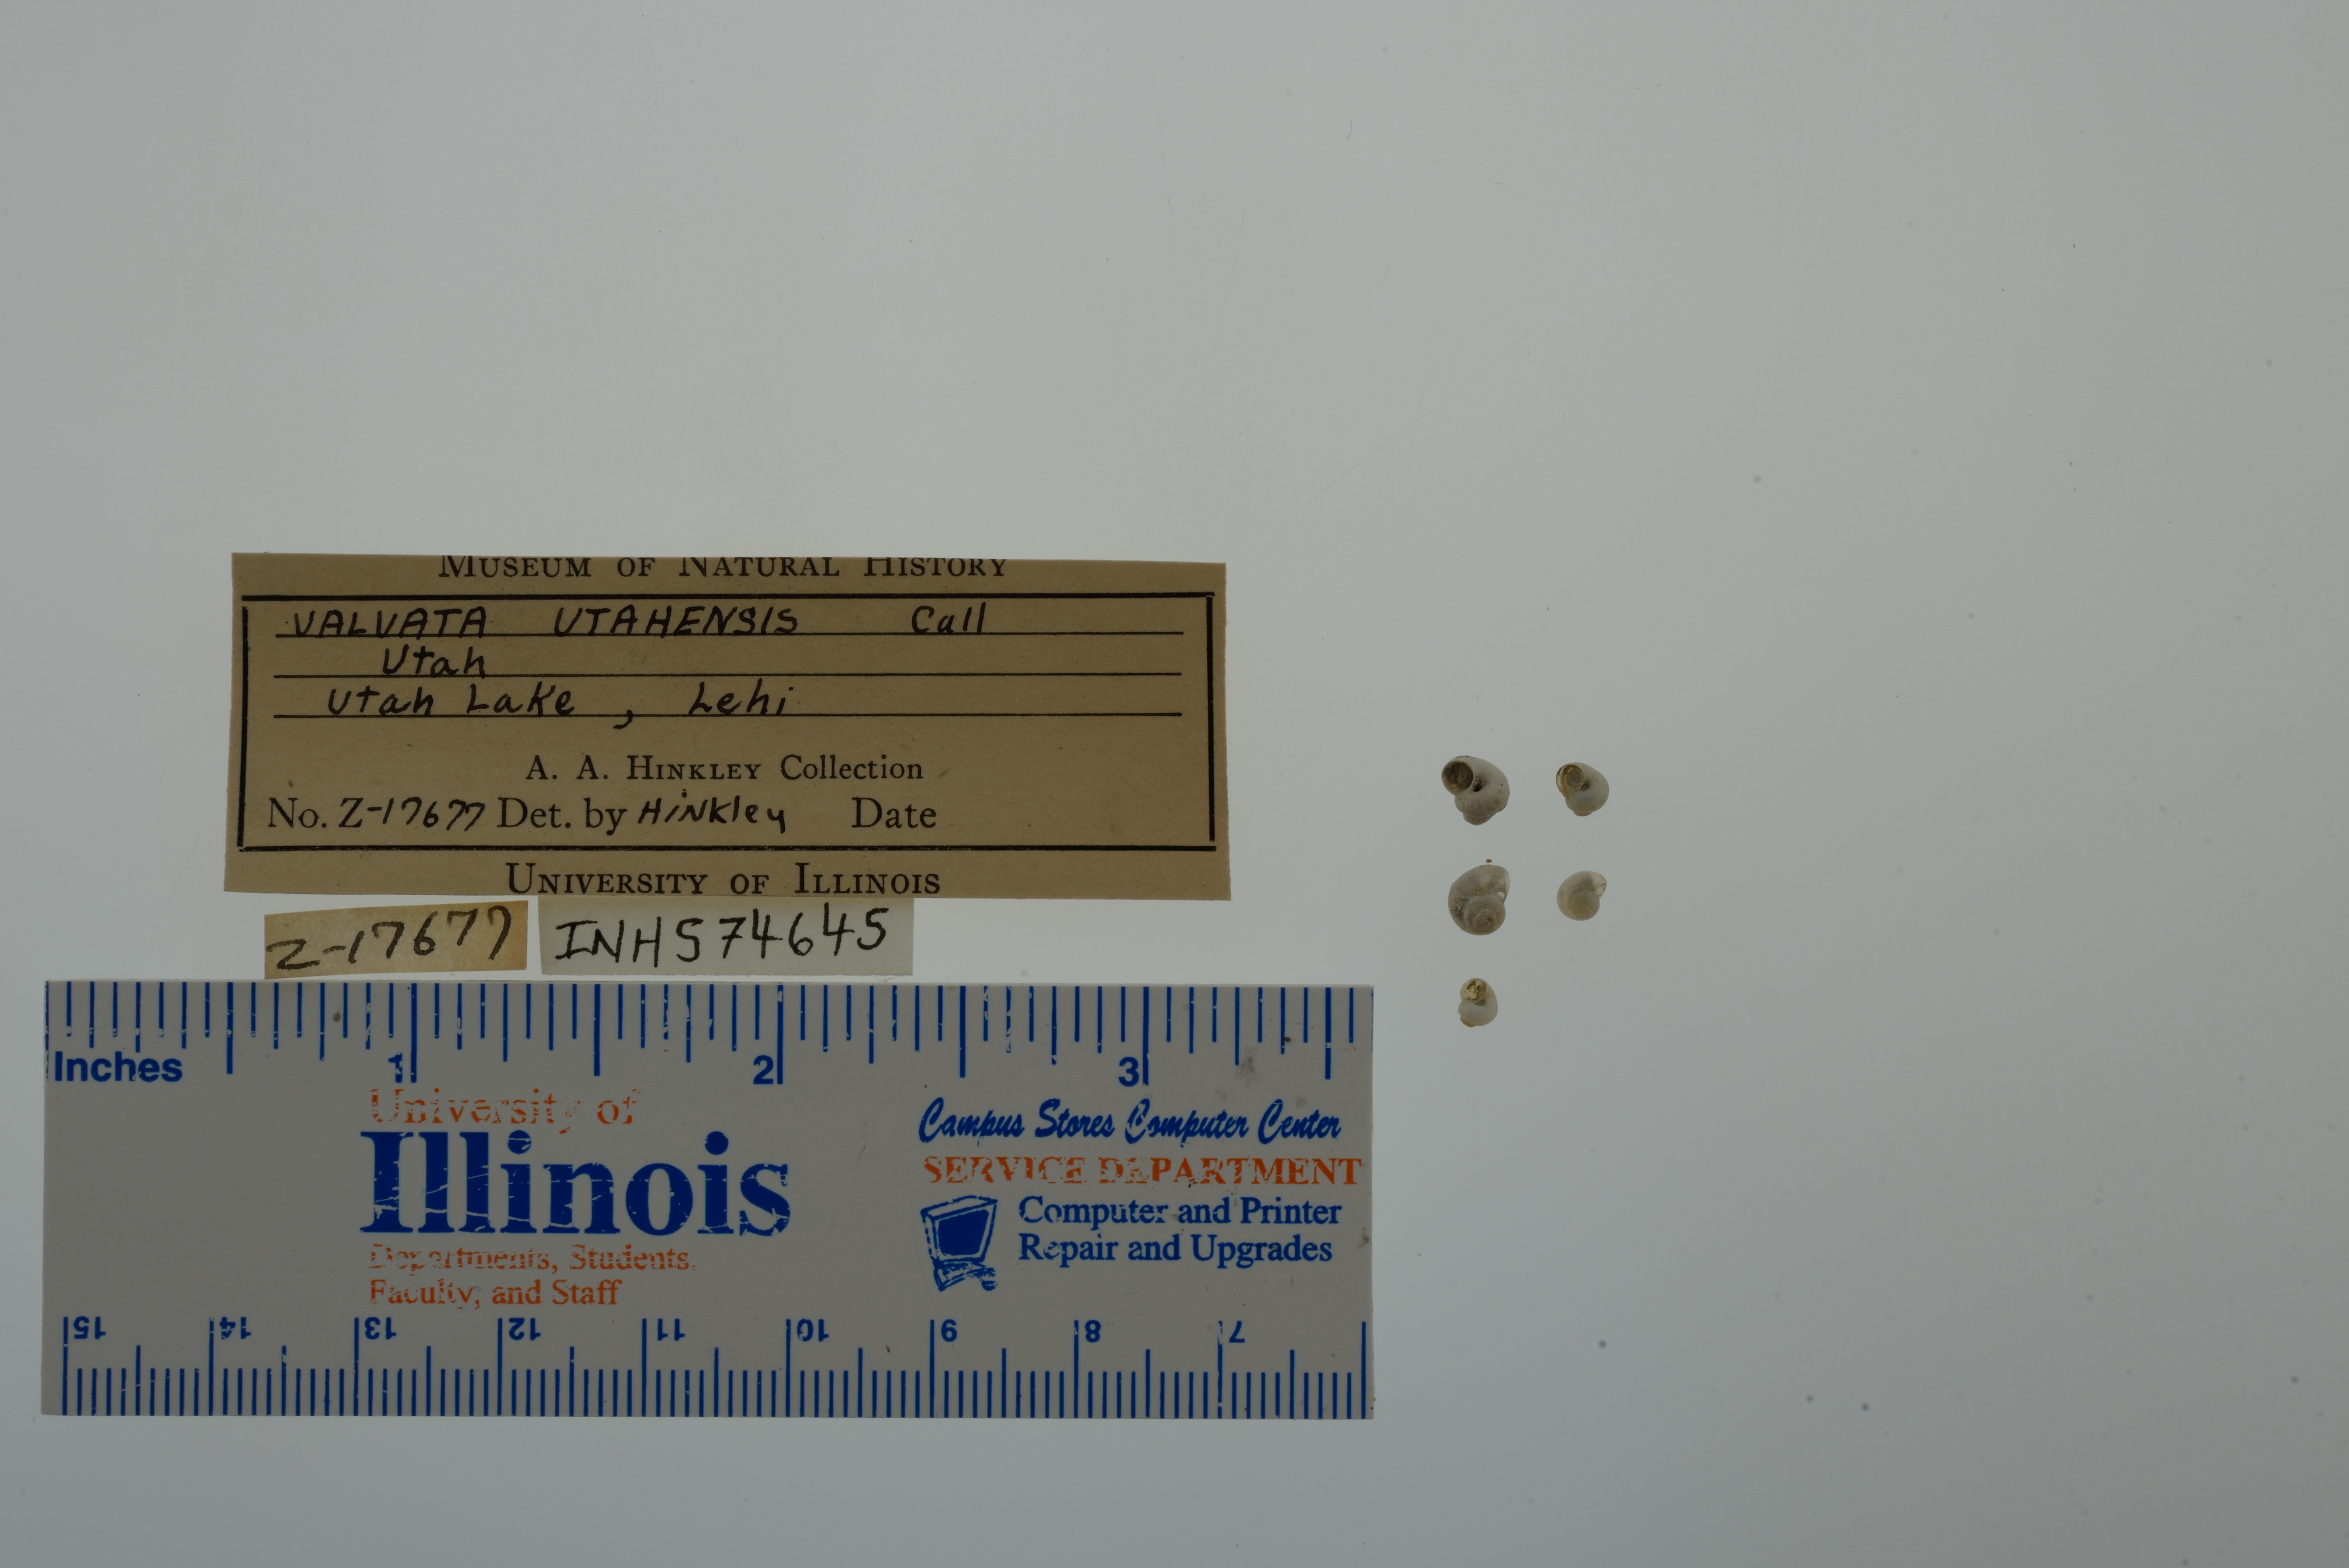 MUSEUM OF NATURAL HISTORY
VALVATA UTAHENSIS Call
Utah
Utah Lake, Lehi
A. A. HINKLEY Collection
No. Z-17677 Det. by Hinkley Date
UNIVERSITY OF ILLINOIS
Z-17677 INHS74645
Inches 1 2 3
University of
Illinois
Departments, Students,
Faculty, and Staff
Campus Stores Computer Center
SERVICE DEPARTMENT
Computer and Printer
Repair and Upgrades
15 14 13 12 11 10 9 8 7